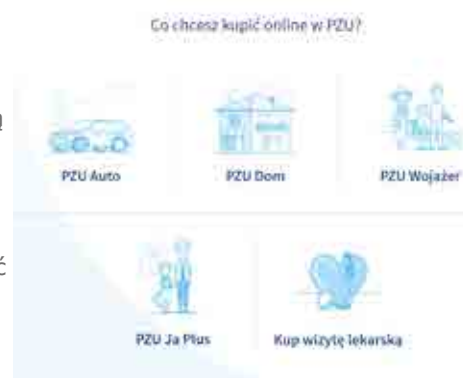 Co chcesz kupić online w PZU?
PZU Auto
PZU Dom
PZU Wojażer
PZU Ja Plus
Kup wizytę lekarską
ć